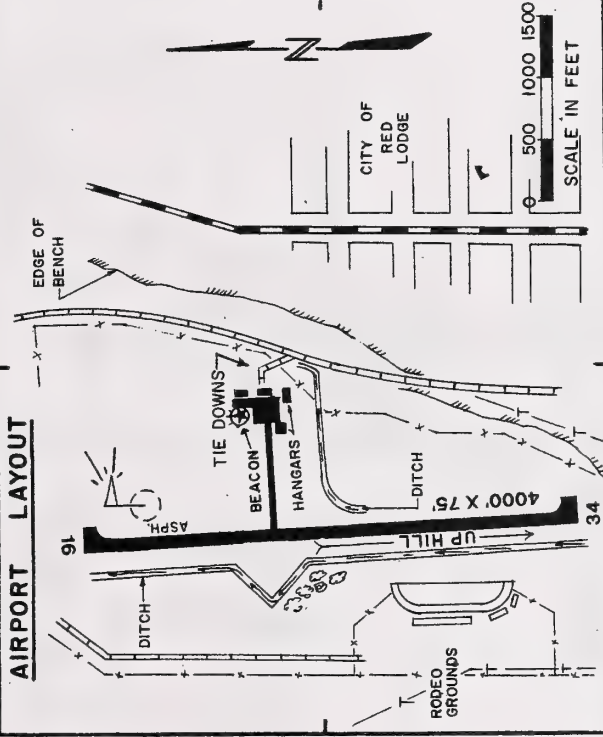 AIRPORT LAYOUT
EDGE OF
BENCH
N
16
ASPH.
TIE DOWNS
BEACON
HANGARS
CITY OF
RED
LODGE
DITCH
DITCH
UP HILL
4000' X 75'
34
RODEO
GROUNDS
T
T
0 500 1000 1500
SCALE IN FEET